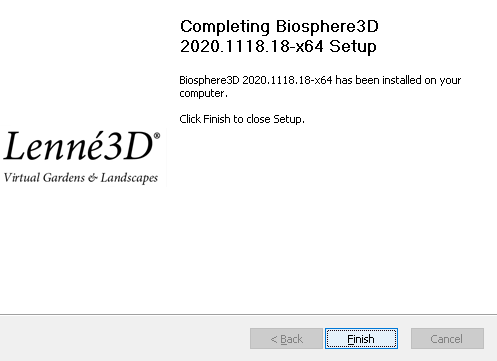 Completing Biosphere3D
2020.1118.18-x64 Setup
Biosphere3D 2020.1118.18-x64 has been installed on your
computer.
Click Finish to close Setup.
Lenné3D®
Virtual Gardens & Landscapes
< Back
Finish
Cancel